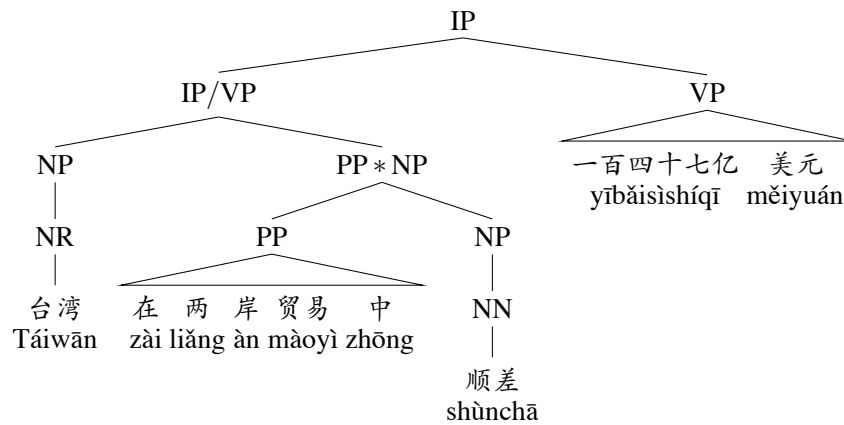 IP
IP/VP VP
NP PP ∗ NP 一百四十七亿 美元
yībǎisìshíqī měiyuán
NR PP NP
台湾 在 两 岸 贸易 中 NN
Táiwān zài liǎng àn màoyì zhōng
顺差
shùnchā